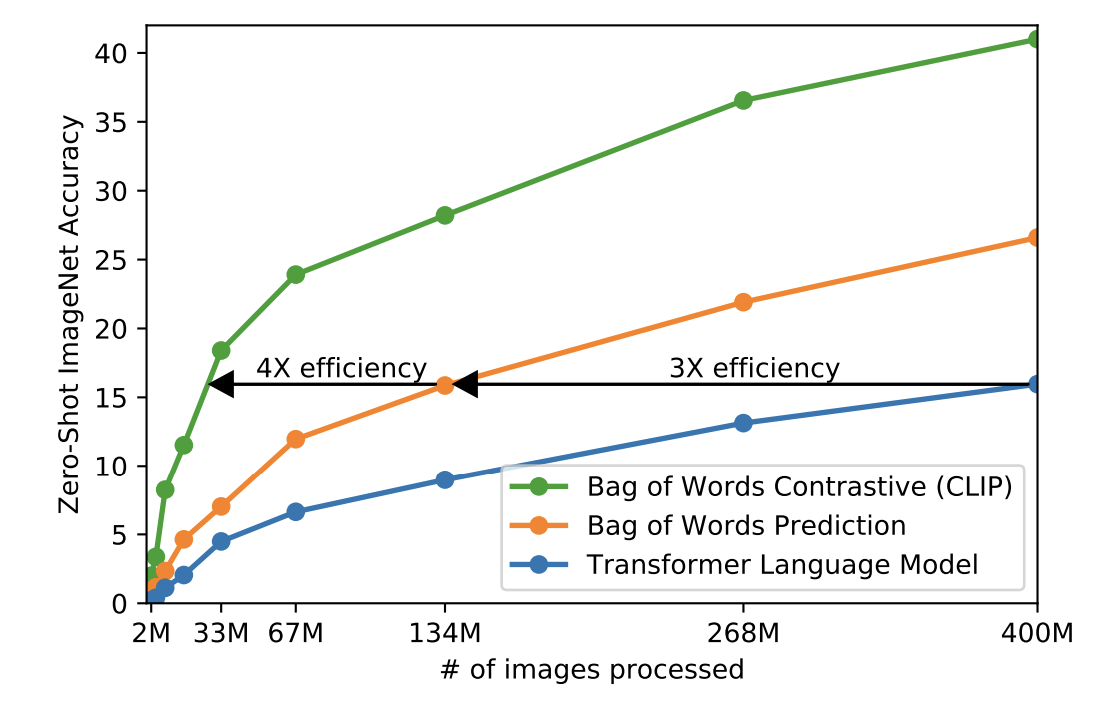 40
35
30
25
20
15
10
5
0
Zero-Shot ImageNet Accuracy
4X efficiency
3X efficiency
Bag of Words Contrastive (CLIP)
Bag of Words Prediction
Transformer Language Model
2M 33M 67M 134M 268M 400M
# of images processed